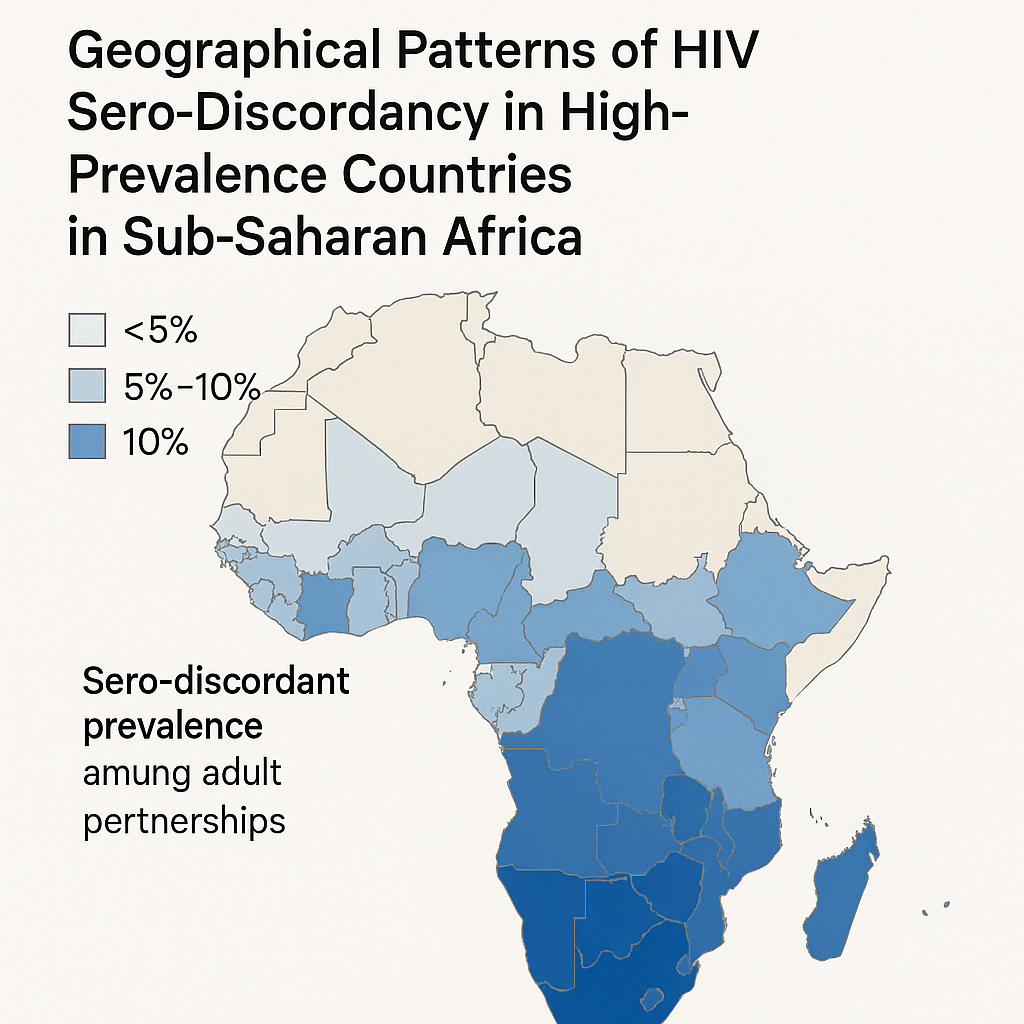 Geographical Patterns of HIV
Sero-Discordancy in High-
Prevalence Countries
in Sub-Saharan Africa
<5%
5%–10%
10%
Sero-discordant
prevalence
amung adult
pertnerships